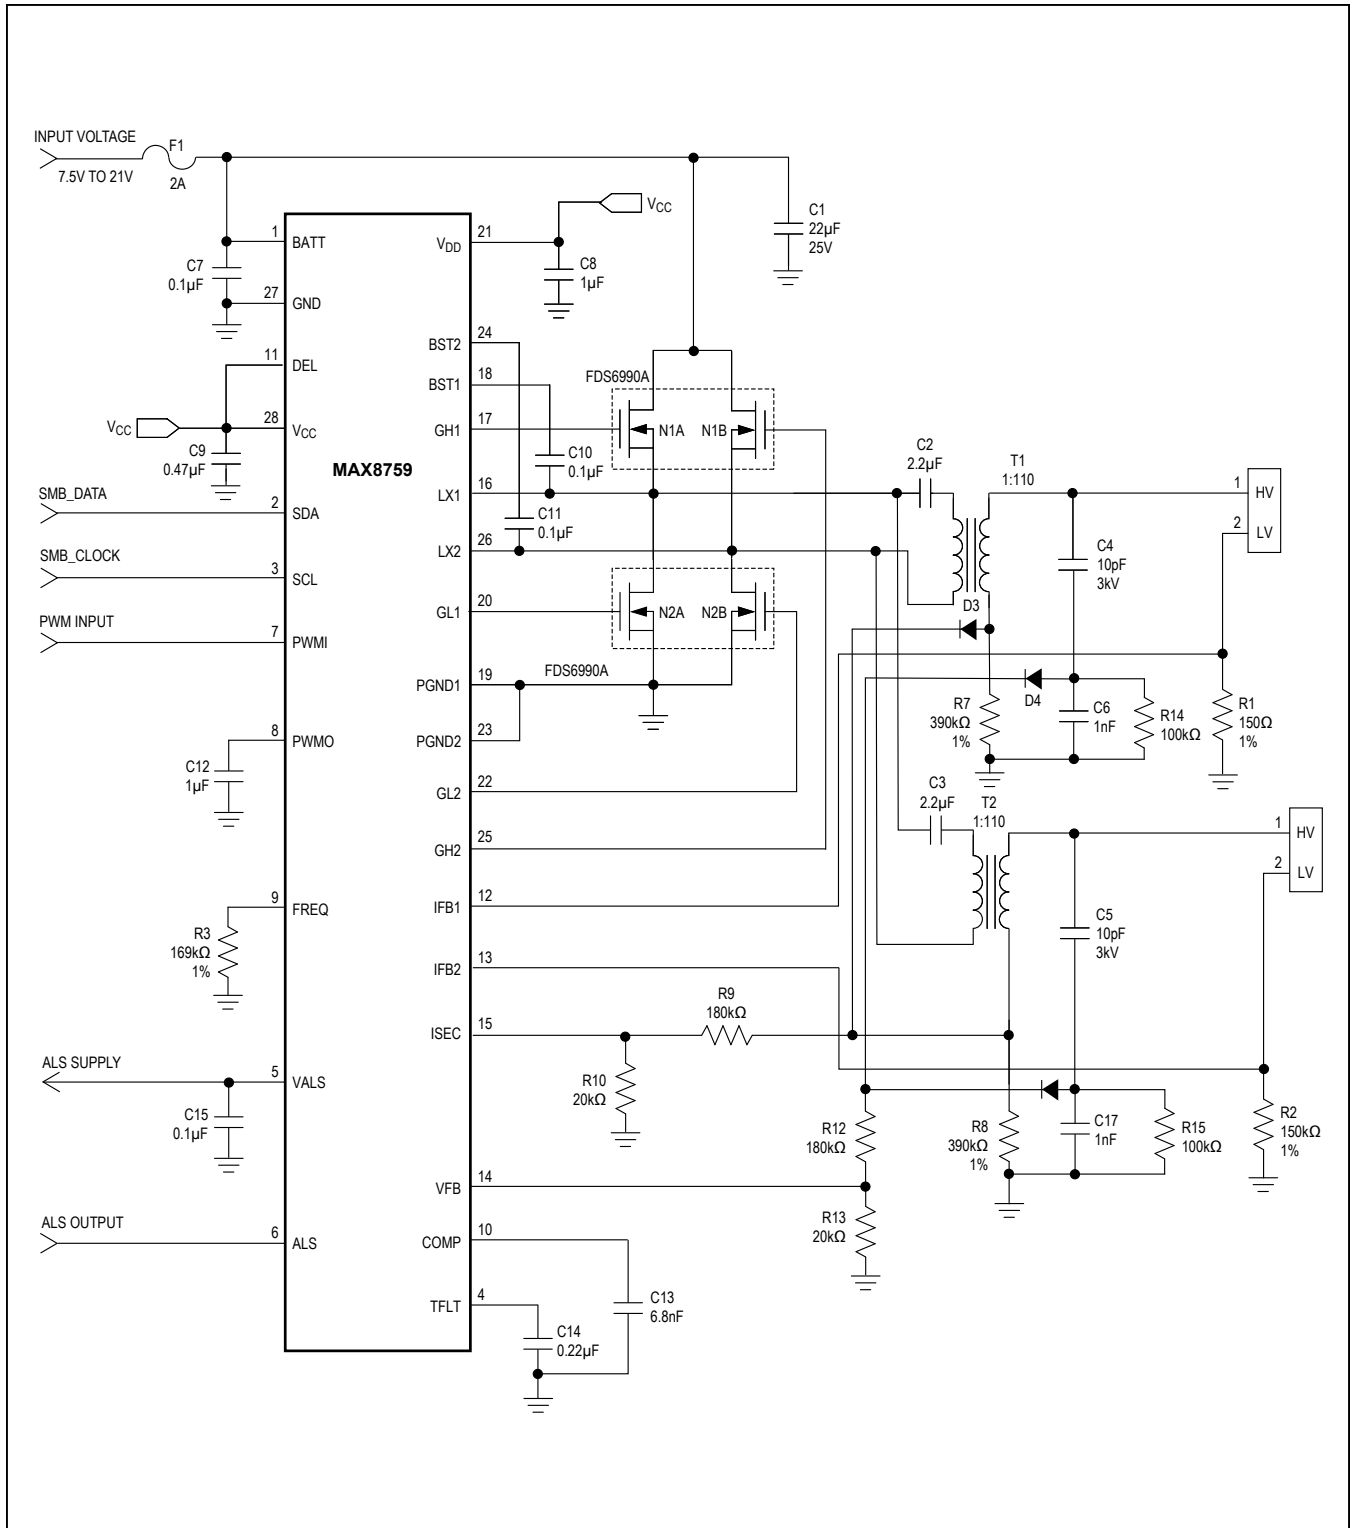 INPUT VOLTAGE
7.5V TO 21V
F1
2A
VCC
C1
22µF
25V
1 BATT
VDD 21
C7
0.1µF
C8
1µF
27 GND
BST2 24
11 DEL
BST1 18
FDS6990A
VCC
28 VCC
GH1 17
N1A N1B
C9
0.47µF
MAX8759
C10
0.1µF
C2
2.2µF
T1
1:110
SMB_DATA
2 SDA
LX1 16
C11
0.1µF
1 HV
2 LV
LX2 26
C4
10pF
3kV
SMB_CLOCK
3 SCL
GL1 20
N2A N2B
D3
PWM INPUT
7 PWMI
PGND1 19
FDS6990A
D4
R7
390kΩ
1%
C6
1nF
R14
100kΩ
R1
150Ω
1%
8 PWMO
PGND2 23
C12
1µF
GL2 22
C3
2.2µF
T2
1:110
1 HV
2 LV
GH2 25
9 FREQ
IFB1 12
R3
169kΩ
1%
C5
10pF
3kV
IFB2 13
R9
180kΩ
ISEC 15
ALS SUPPLY
5 VALS
R10
20kΩ
C15
0.1µF
R12
180kΩ
R8
390kΩ
1%
C17
1nF
R15
100kΩ
R2
150kΩ
1%
VFB 14
ALS OUTPUT
6 ALS
R13
20kΩ
COMP 10
TFLT 4
C13
6.8nF
C14
0.22µF